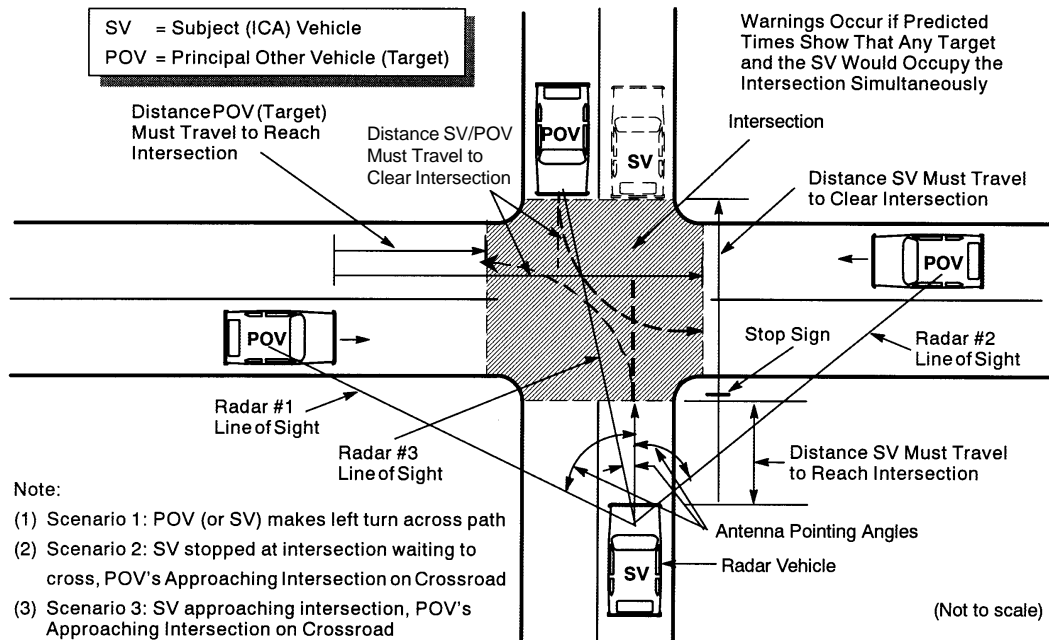 SV = Subject (ICA) Vehicle
POV = Principal Other Vehicle (Target)
Warnings Occur if Predicted
Times Show That Any Target
and the SV Would Occupy the
Intersection Simultaneously
Distance POV (Target)
Must Travel to Reach
Intersection
Distance SV/POV
Must Travel to
Clear Intersection
POV
SV
Intersection
Distance SV Must Travel
to Clear Intersection
POV
POV
Stop Sign
Radar #2
Line of Sight
Radar #1
Line of Sight
Radar #3
Line of Sight
Distance SV Must Travel
to Reach Intersection
Antenna Pointing Angles
SV
Radar Vehicle
Note:
(1) Scenario 1: POV (or SV) makes left turn across path
(2) Scenario 2: SV stopped at intersection waiting to
cross, POV's Approaching Intersection on Crossroad
(3) Scenario 3: SV approaching intersection, POV's
Approaching Intersection on Crossroad
(Not to scale)